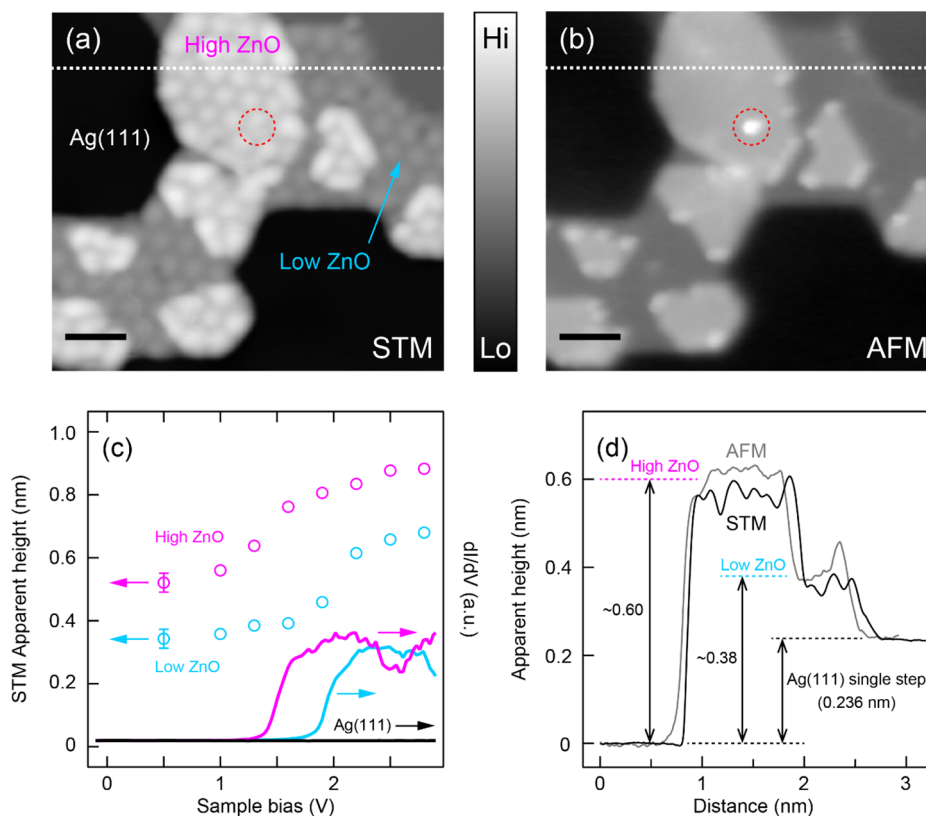 (a)
High ZnO
Ag(111)
Low ZnO
STM
Hi
Lo
(b)
AFM
(c)
STM Apparent height (nm)
1.0
0.8
0.6
0.4
0.2
0
High ZnO
Low ZnO
Ag(111)
dI/dV (a.u.)
0
1
2
Sample bias (V)
(d)
Apparent height (nm)
0.6
0.4
0.2
0
AFM
High ZnO
STM
Low ZnO
~0.60
~0.38
Ag(111) single step
(0.236 nm)
0
1
2
3
Distance (nm)